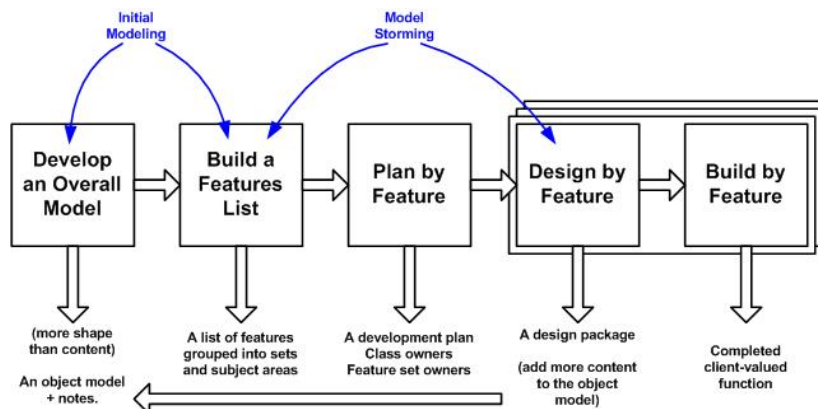 Initial
Modeling
Model
Storming
Develop
an Overall
Model
Build a
Features
List
Plan by
Feature
Design by
Feature
Build by
Feature
(more shape
than content)
An object model
+ notes.
A list of features
grouped into sets
and subject areas
A development plan
Class owners
Feature set owners
A design package
(add more content
to the object
model)
Completed
client-valued
function